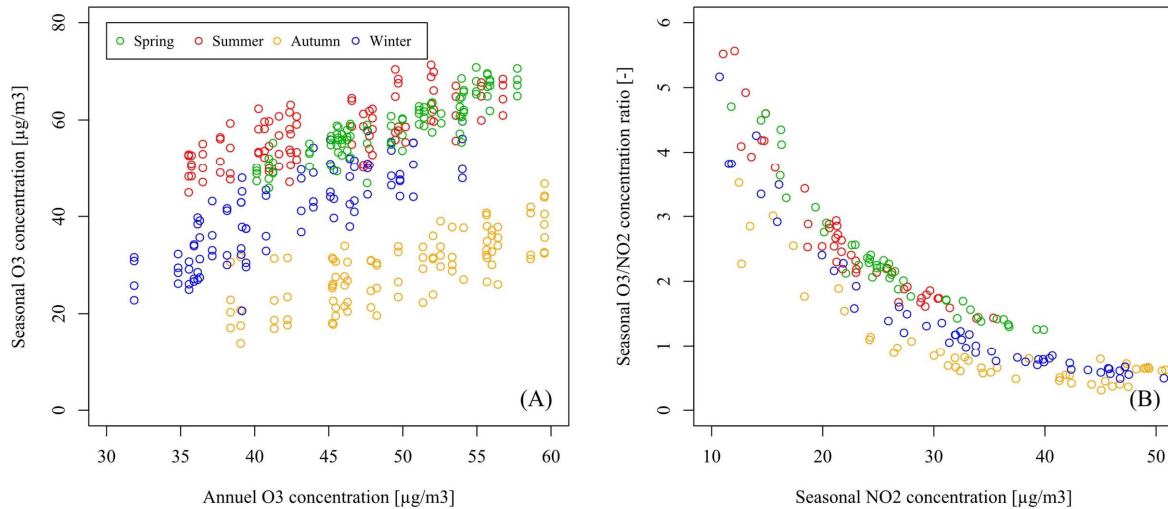 80
60
40
20
0
Seasonal O3 concentration [µg/m3]
Spring Summer Autumn Winter
(A)
30 35 40 45 50 55 60
Annuel O3 concentration [µg/m3]
6
5
4
3
2
1
0
Seasonal O3/NO2 concentration ratio [-]
(B)
10 20 30 40 50
Seasonal NO2 concentration [µg/m3]